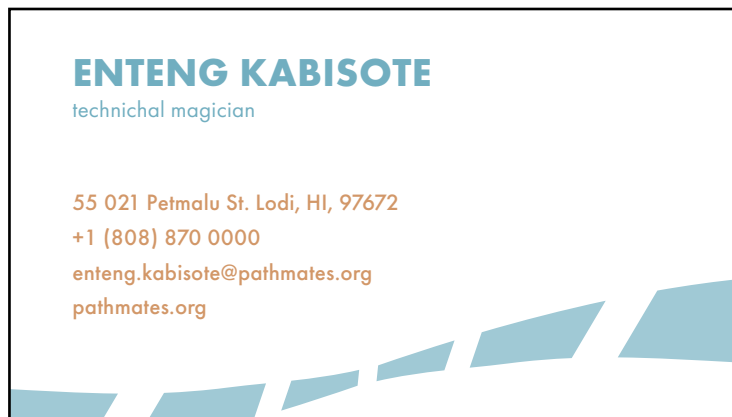 ENTENG KABISOTE
technichal magician
55 021 Petmalu St. Lodi, HI, 97672
+1 (808) 870 0000
enteng.kabisote@pathmates.org
pathmates.org